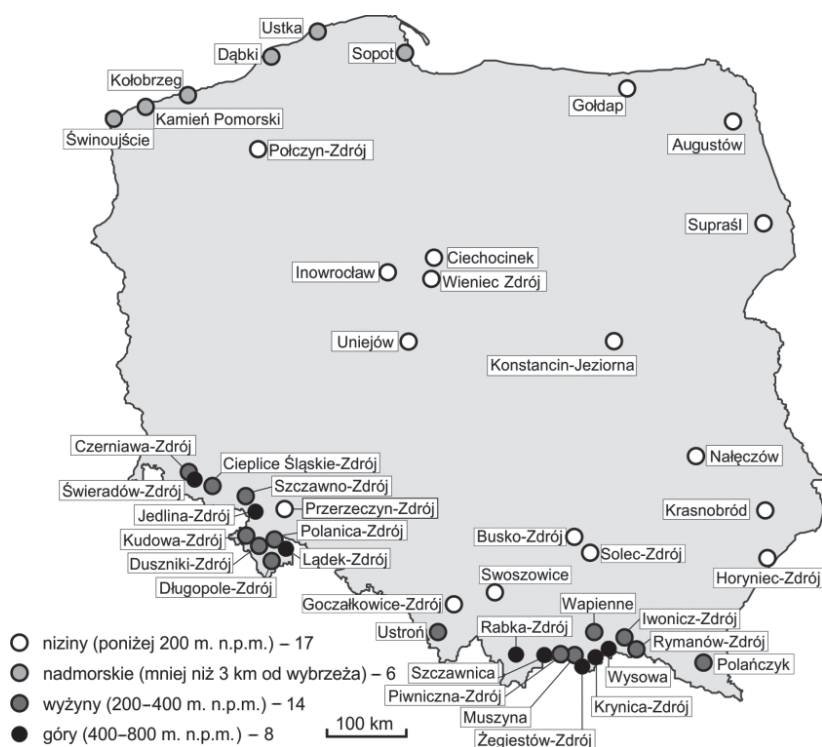 Ustka
Dąbki
Sopot
Kołobrzeg
Kamień Pomorski
Świnoujście
Gołdap
Augustów
Połczyn-Zdrój
Supraśl
Ciechocinek
Inowrocław
Wieniec Zdrój
Uniejów
Konstancin-Jeziorna
Czerniawa-Zdrój
Cieplice Śląskie-Zdrój
Nałęczów
Świeradów-Zdrój
Szczawno-Zdrój
Jedlina-Zdrój
Przerzeczyn-Zdrój
Krasnobród
Kudowa-Zdrój
Polanica-Zdrój
Busko-Zdrój
Duszniki-Zdrój
Lądek-Zdrój
Solec-Zdrój
Horyniec-Zdrój
Długopole-Zdrój
Swoszowice
Goczałkowice-Zdrój
Wapienne
Iwonicz-Zdrój
Ustroń
Rabka-Zdrój
Rymanów-Zdrój
Szczawnica
Polańczyk
Piwniczna-Zdrój
Wysowa
Muszyna
Krynica-Zdrój
Żegiestów-Zdrój
niziny (poniżej 200 m. n.p.m.) – 17
nadmorskie (mniej niż 3 km od wybrzeża) – 6
wyżyny (200–400 m. n.p.m.) – 14
góry (400–800 m. n.p.m.) – 8
100 km